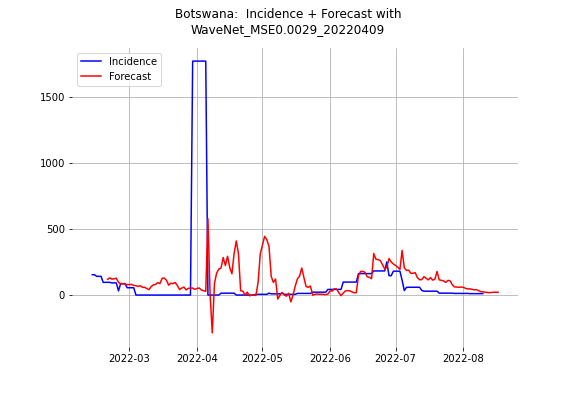 Botswana:  Incidence + Forecast with
WaveNet_MSE0.0029_20220409
Incidence
Forecast
1500
1000
500
0
2022-03 2022-04 2022-05 2022-06 2022-07 2022-08